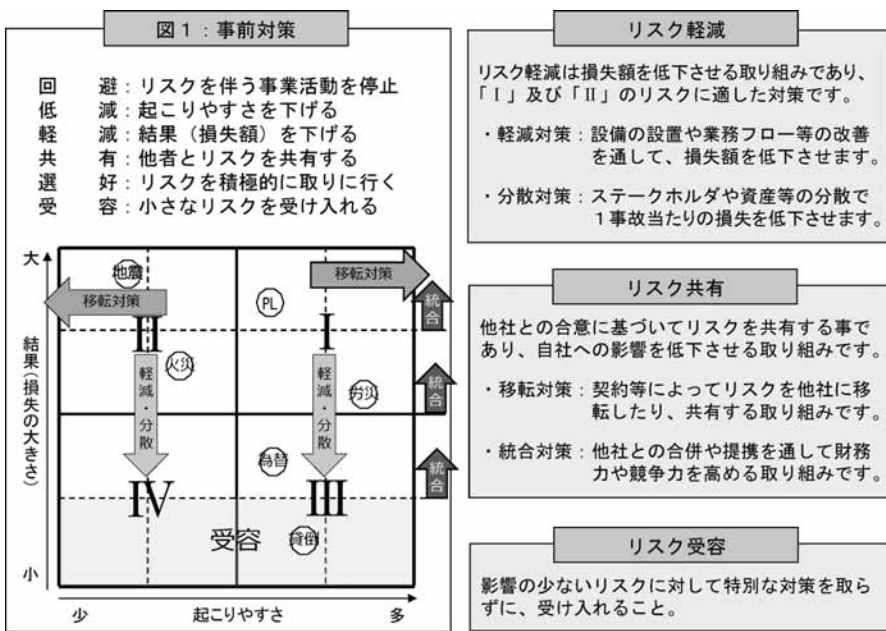 図1：事前対策
回　避：リスクを伴う事業活動を停止
低　減：起こりやすさを下げる
軽　減：結果（損失額）を下げる
共　有：他者とリスクを共有する
選　好：リスクを積極的に取りに行く
受　容：小さなリスクを受け入れる
大
結果（損失の大きさ）
小
地震
移転対策
PL
移転対策
統合
II
I
火災
軽減・分散
労災
軽減・分散
統合
為替
統合
IV
III
受容
貸倒
少
起こりやすさ
多
リスク軽減
リスク軽減は損失額を低下させる取り組みであり、
「Ⅰ」及び「Ⅱ」のリスクに適した対策です。
・軽減対策：設備の設置や業務フロー等の改善
を通して、損失額を低下させます。
・分散対策：ステークホルダや資産等の分散で
１事故当たりの損失を低下させます。
リスク共有
他社との合意に基づいてリスクを共有する事で
あり、自社への影響を低下させる取り組みです。
・移転対策：契約等によってリスクを他社に移
転したり、共有する取り組みです。
・統合対策：他社との合併や提携を通して財務
力や競争力を高める取り組みです。
リスク受容
影響の少ないリスクに対して特別な対策を取ら
ずに、受け入れること。